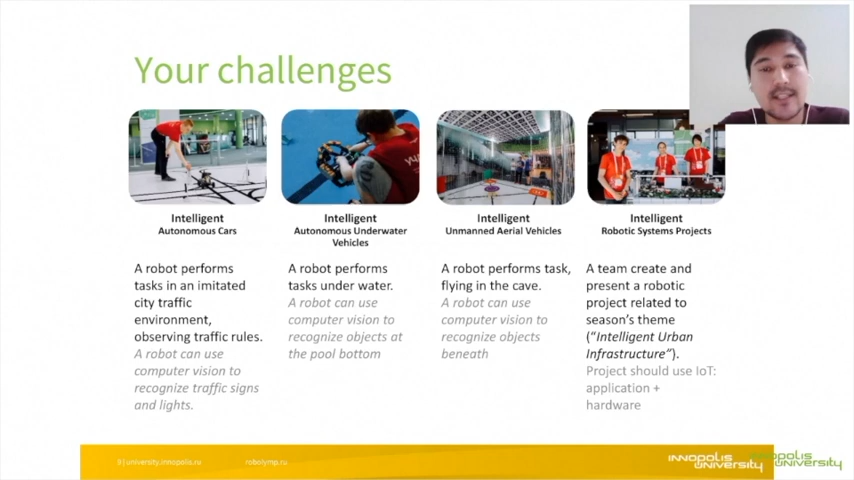 Your challenges
Intelligent
Autonomous Cars
A robot performs
tasks in an imitated
city traffic
environment,
observing traffic rules.
A robot can use
computer vision to
recognize traffic signs
and lights.
Intelligent
Autonomous Underwater
Vehicles
A robot performs
tasks under water.
A robot can use
computer vision to
recognize objects at
the pool bottom
Intelligent
Unmanned Aerial Vehicles
A robot performs task,
flying in the cave.
A robot can use
computer vision to
recognize objects
beneath
Intelligent
Robotic Systems Projects
A team create and
present a robotic
project related to
season's theme
("Intelligent Urban
Infrastructure").
Project should use IoT:
application +
hardware
9 | university.innopolis.ru
robolymp.ru
innopolis
university
innopolis
university